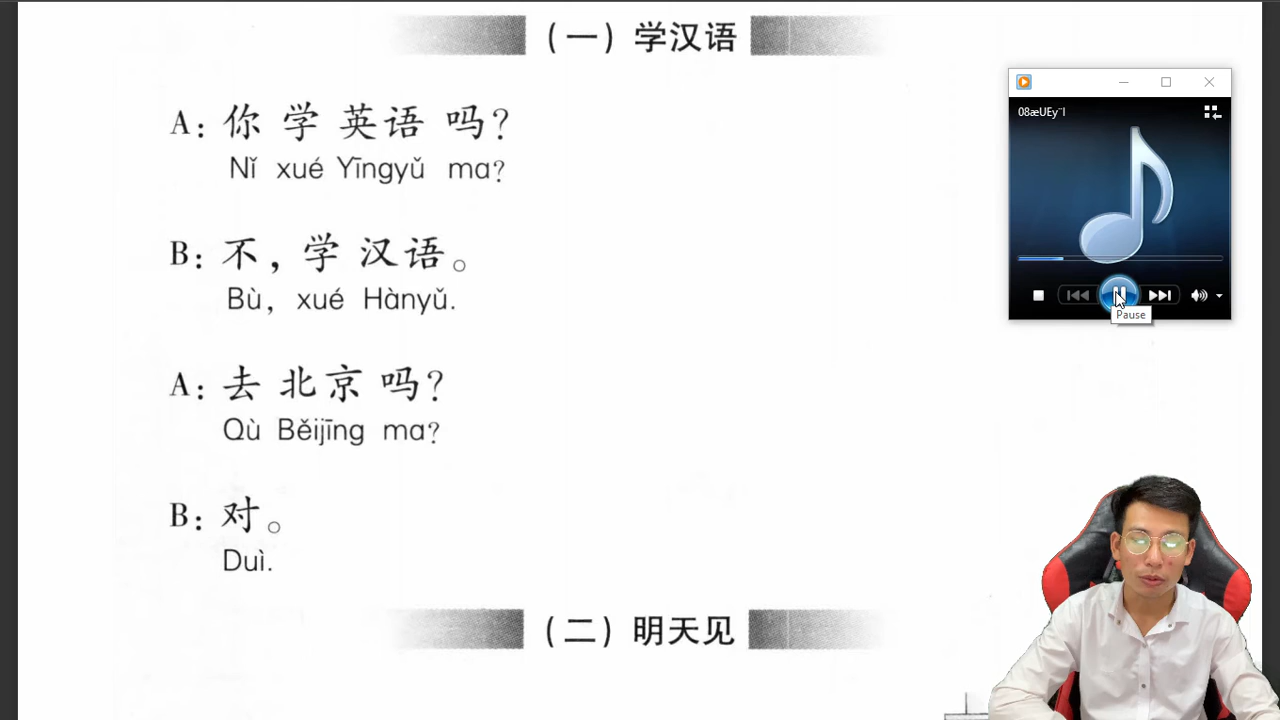 （一）学汉语
A: 你 学 英语 吗?
Nǐ xué Yīngyǔ ma?
B: 不, 学 汉语。
Bù, xué Hànyǔ.
A: 去 北京 吗?
Qù Běijīng ma?
B: 对。
Duì.
（二）明天见
08æUEy¨l
Pause